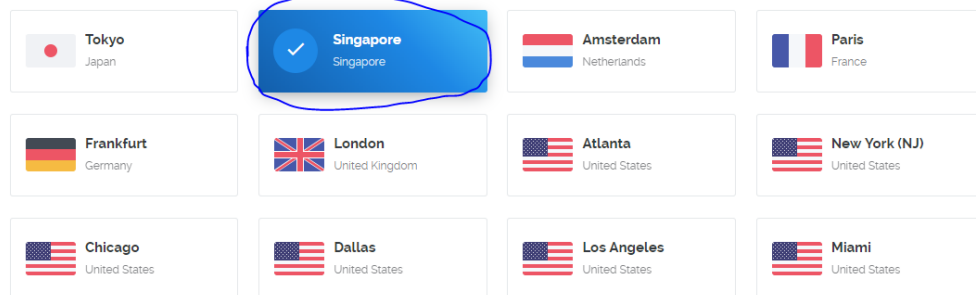 Tokyo
Japan
Singapore
Singapore
Amsterdam
Netherlands
Paris
France
Frankfurt
Germany
London
United Kingdom
Atlanta
United States
New York (NJ)
United States
Chicago
United States
Dallas
United States
Los Angeles
United States
Miami
United States